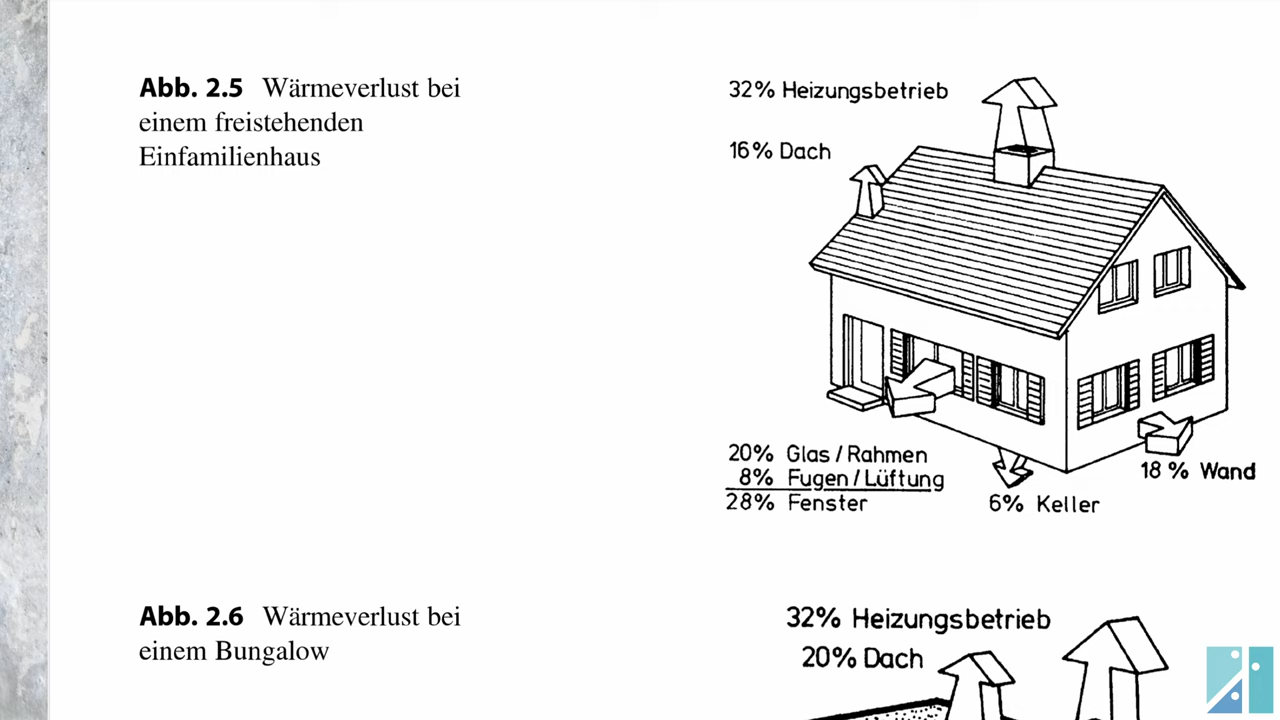 Abb. 2.5 Wärmeverlust bei
einem freistehenden
Einfamilienhaus
32% Heizungsbetrieb
16% Dach
20% Glas / Rahmen
8% Fugen / Lüftung
28% Fenster
6% Keller
18 % Wand
Abb. 2.6 Wärmeverlust bei
einem Bungalow
32% Heizungsbetrieb
20% Dach